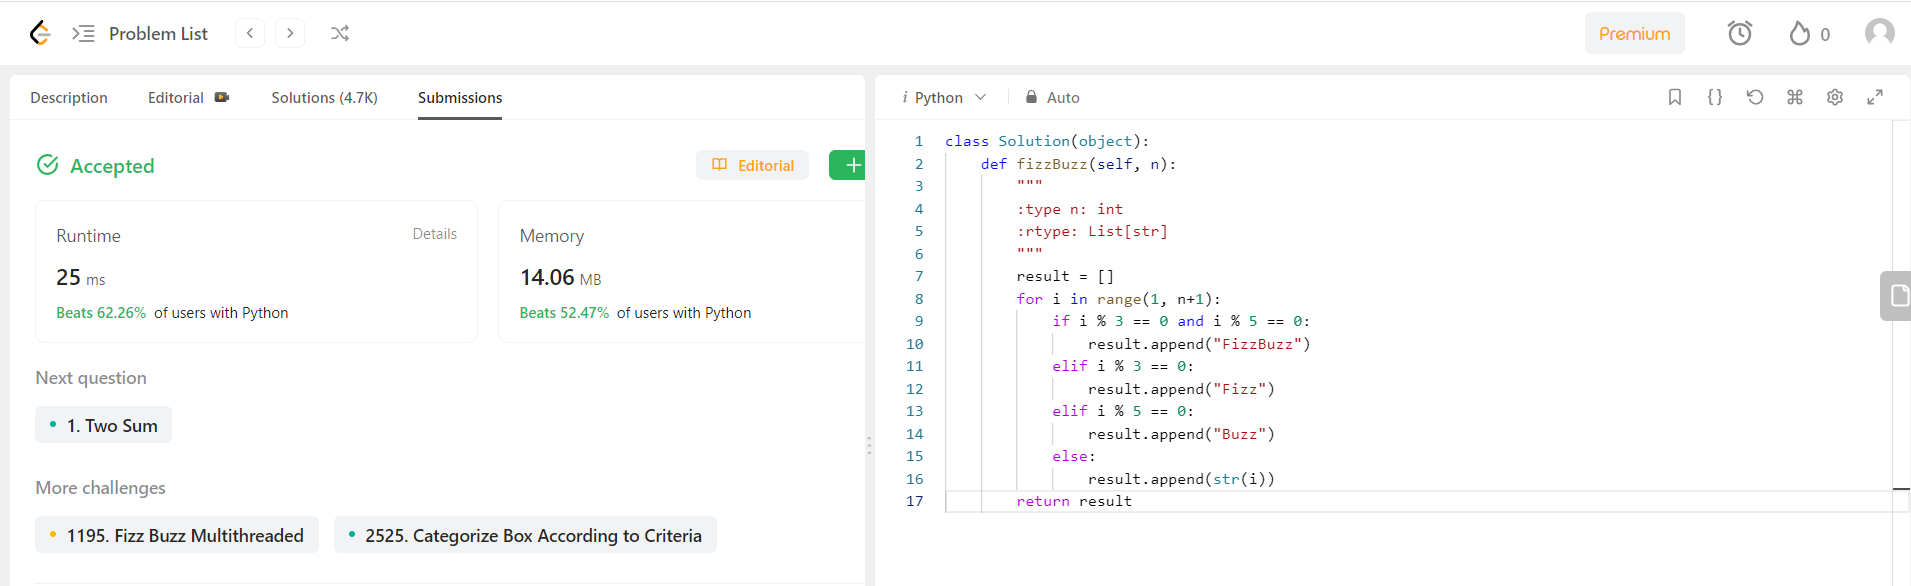 Problem List
Premium
0
Description Editorial Solutions (4.7K) Submissions
Accepted
Editorial
Runtime Details
25 ms
Beats 62.26% of users with Python
Memory
14.06 MB
Beats 52.47% of users with Python
Next question
1. Two Sum
More challenges
1195. Fizz Buzz Multithreaded 2525. Categorize Box According to Criteria
i Python Auto
1 class Solution(object):
2     def fizzBuzz(self, n):
3         """
4         :type n: int
5         :rtype: List[str]
6         """
7         result = []
8         for i in range(1, n+1):
9             if i % 3 == 0 and i % 5 == 0:
10                 result.append("FizzBuzz")
11             elif i % 3 == 0:
12                 result.append("Fizz")
13             elif i % 5 == 0:
14                 result.append("Buzz")
15             else:
16                 result.append(str(i))
17         return result